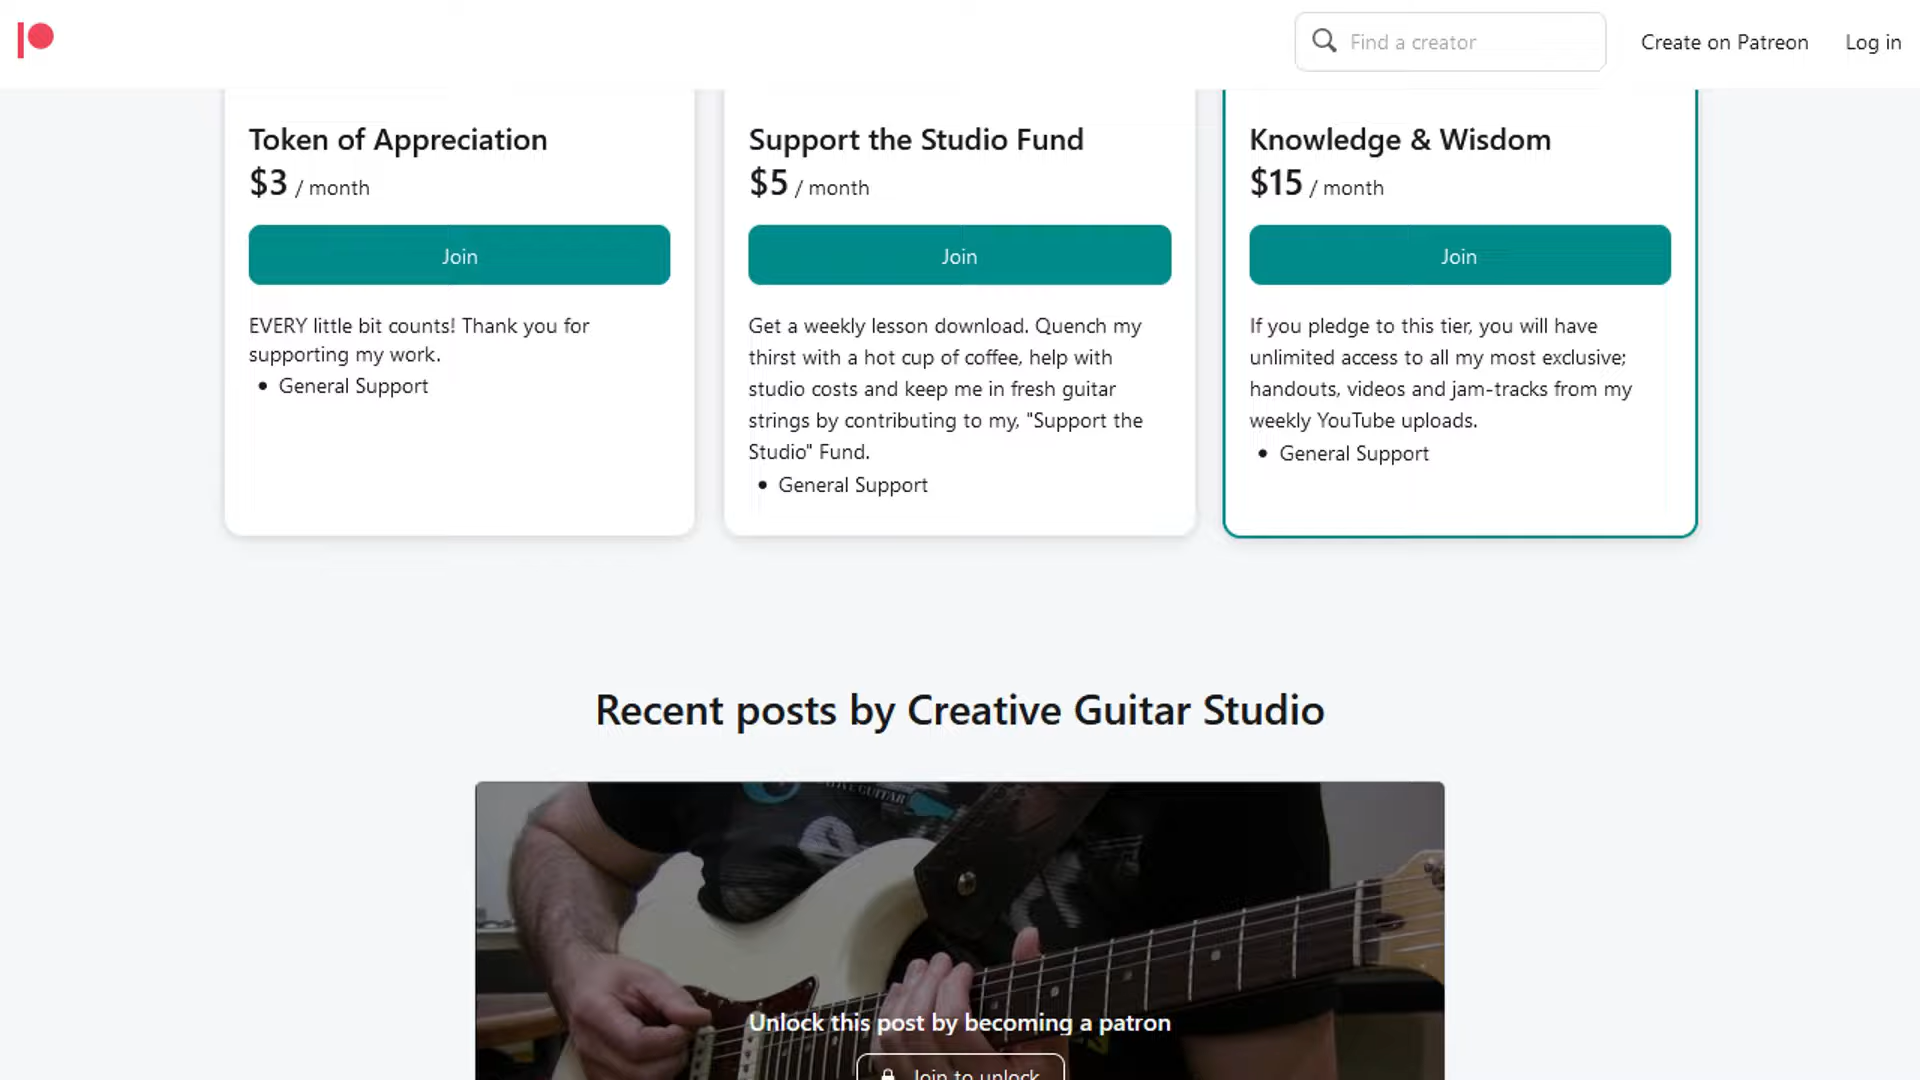 Find a creator
Create on Patreon
Log in
Token of Appreciation
$3 / month
Join
EVERY little bit counts! Thank you for
supporting my work.
• General Support
Support the Studio Fund
$5 / month
Join
Get a weekly lesson download. Quench my
thirst with a hot cup of coffee, help with
studio costs and keep me in fresh guitar
strings by contributing to my, "Support the
Studio" Fund.
• General Support
Knowledge & Wisdom
$15 / month
Join
If you pledge to this tier, you will have
unlimited access to all my most exclusive;
handouts, videos and jam-tracks from my
weekly YouTube uploads.
• General Support
Recent posts by Creative Guitar Studio
GUITAR
Unlock this post by becoming a patron
Join to unlock